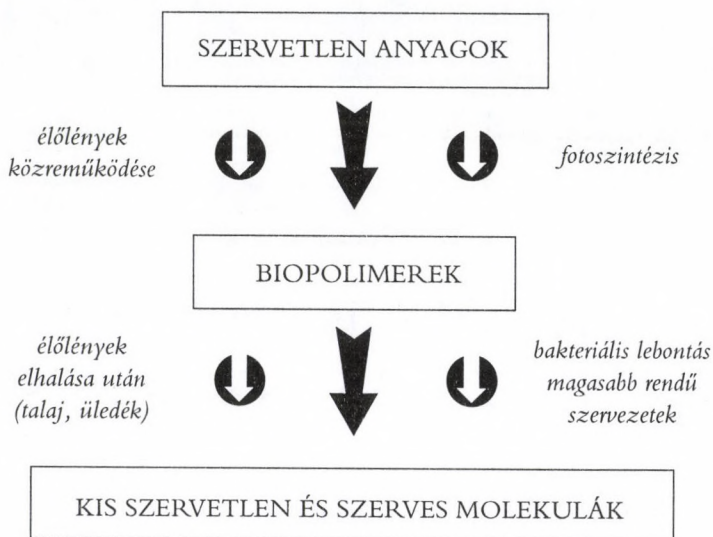 SZERVETLEN ANYAGOK
élőlények
közreműködése
fotoszintézis
BIOPOLIMEREK
élőlények
elhalása után
(talaj, üledék)
bakteriális lebontás
magasabb rendű
szervezetek
KIS SZERVETLEN ÉS SZERVES MOLEKULÁK